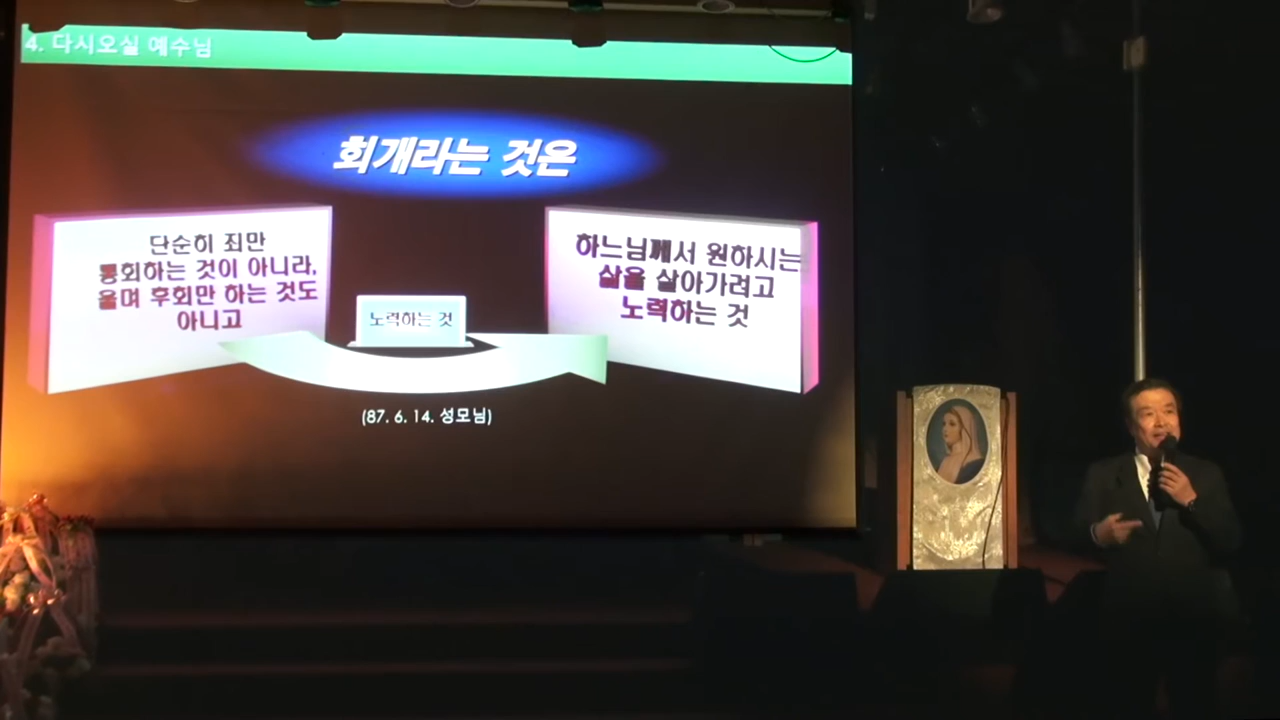 4. 다시오실 예수님
회개라는 것은
단순히 죄만
통회하는 것이 아니라,
울며 후회만 하는 것도
아니고
노력하는 것
하느님께서 원하시는
삶을 살아가려고
노력하는 것
(87. 6. 14. 성모님)